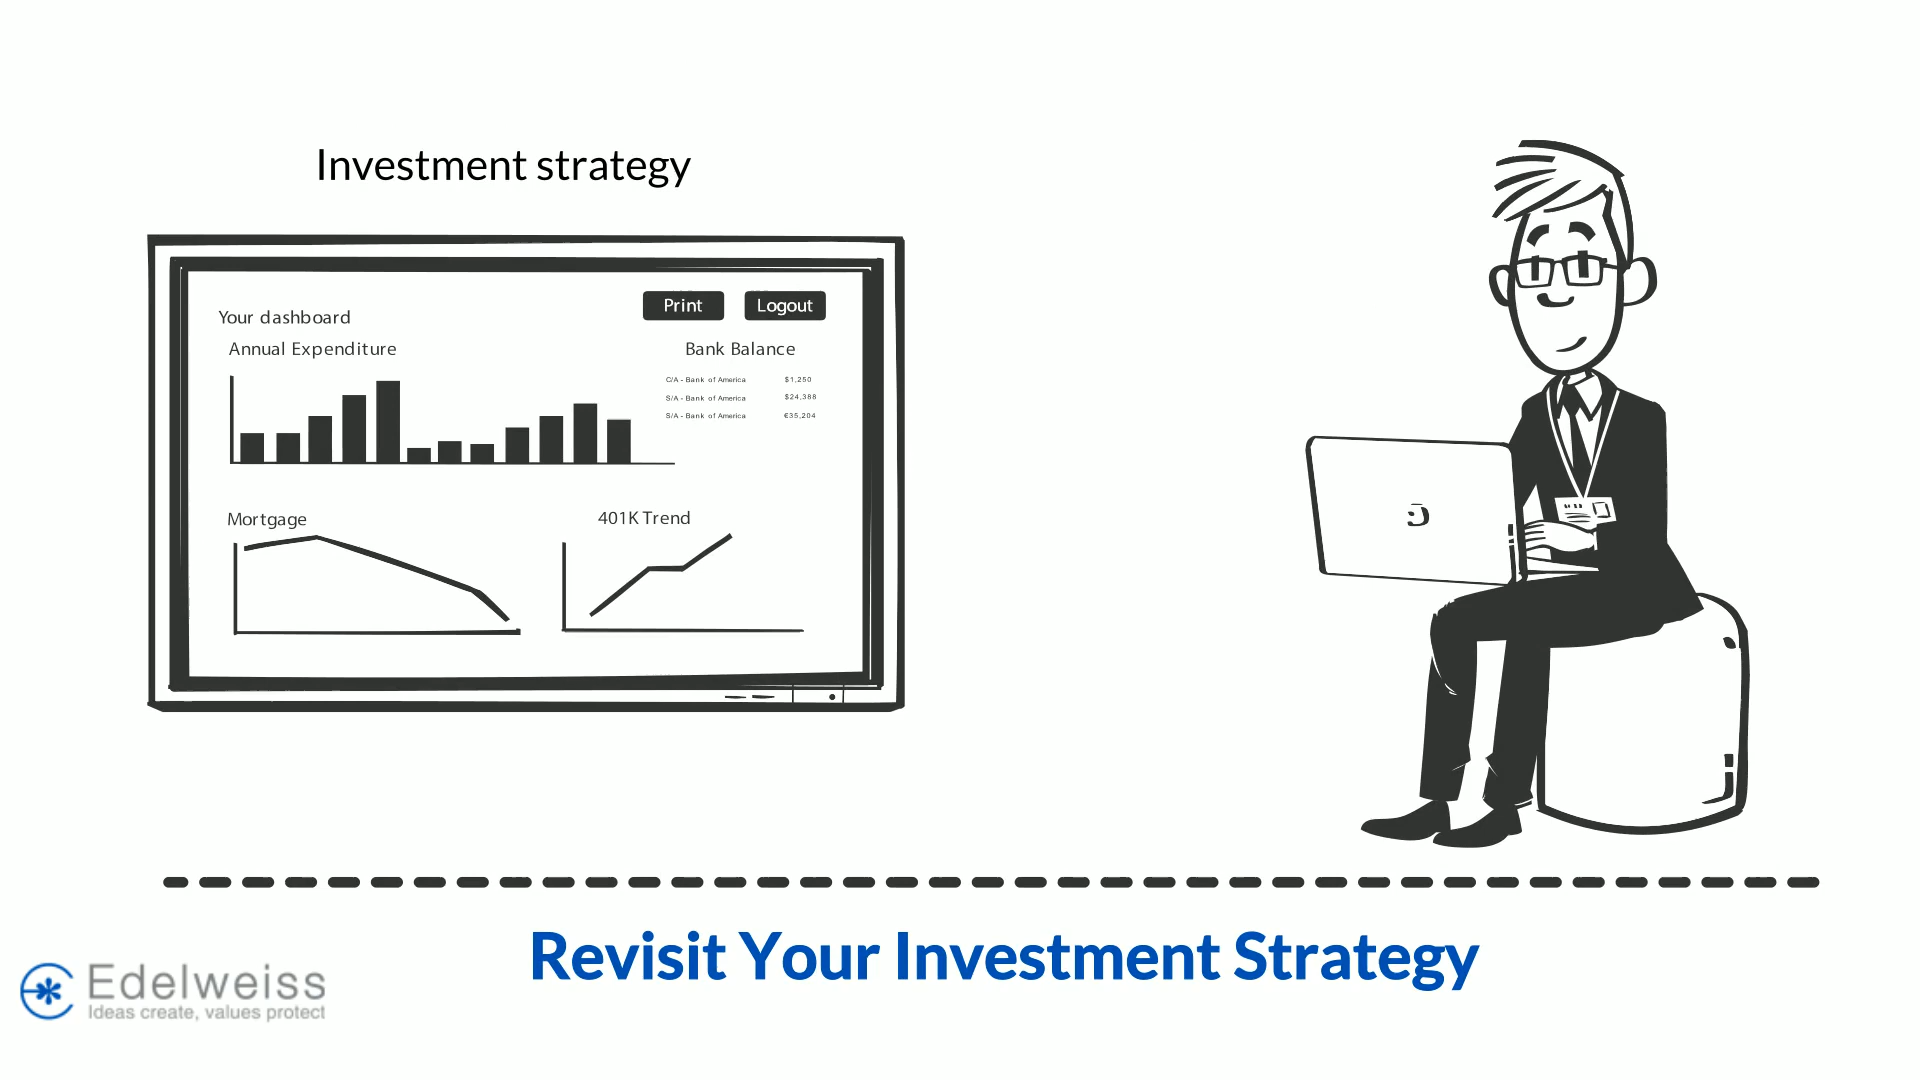 Investment strategy
Print
Logout
Your dashboard
Annual Expenditure
Bank Balance
C/A - Bank of America $1,250
S/A - Bank of America $24,388
S/A - Bank of America €35,204
Mortgage
401K Trend
Revisit Your Investment Strategy
Edelweiss
Ideas create, values protect